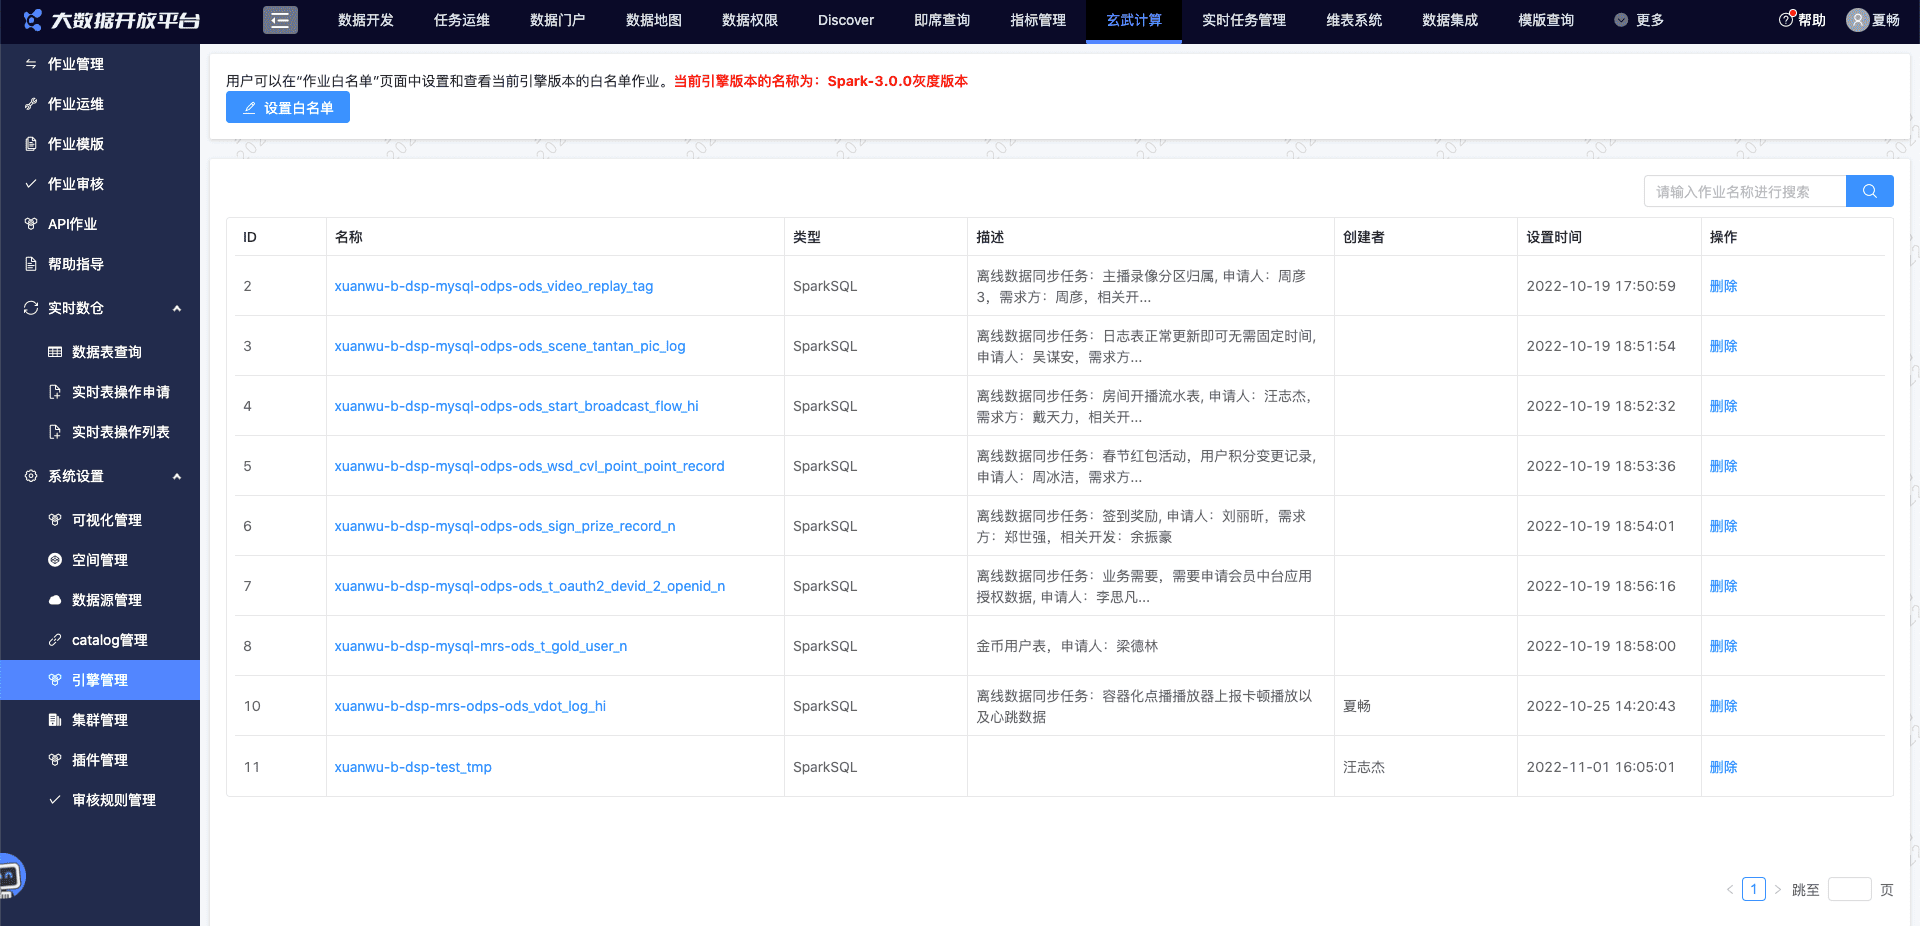 大数据开放平台
数据开发 任务运维 数据门户 数据地图 数据权限 Discover 即席查询 指标管理 玄武计算 实时任务管理 维表系统 数据集成 模版查询 更多
帮助 夏畅
作业管理
作业运维
作业模版
作业审核
API作业
帮助指导
实时数仓
数据表查询
实时表操作申请
实时表操作列表
系统设置
可视化管理
空间管理
数据源管理
catalog管理
引擎管理
集群管理
插件管理
审核规则管理
用户可以在“作业白名单”页面中设置和查看当前引擎版本的白名单作业。当前引擎版本的名称为：Spark-3.0.0灰度版本
设置白名单
请输入作业名称进行搜索
ID 名称 类型 描述 创建者 设置时间 操作
2 xuanwu-b-dsp-mysql-odps-ods_video_replay_tag SparkSQL 离线数据同步任务：主播录像分区归属, 申请人：周彦
3，需求方：周彦，相关开... 2022-10-19 17:50:59 删除
3 xuanwu-b-dsp-mysql-odps-ods_scene_tantan_pic_log SparkSQL 离线数据同步任务：日志表正常更新即可无需固定时间,
申请人：吴谋安，需求方... 2022-10-19 18:51:54 删除
4 xuanwu-b-dsp-mysql-odps-ods_start_broadcast_flow_hi SparkSQL 离线数据同步任务：房间开播流水表, 申请人：汪志杰，
需求方：戴天力，相关开... 2022-10-19 18:52:32 删除
5 xuanwu-b-dsp-mysql-odps-ods_wsd_cvl_point_point_record SparkSQL 离线数据同步任务：春节红包活动，用户积分变更记录,
申请人：周冰洁，需求方... 2022-10-19 18:53:36 删除
6 xuanwu-b-dsp-mysql-odps-ods_sign_prize_record_n SparkSQL 离线数据同步任务：签到奖励, 申请人：刘丽昕，需求
方：郑世强，相关开发：余振豪 2022-10-19 18:54:01 删除
7 xuanwu-b-dsp-mysql-odps-ods_t_oauth2_devid_2_openid_n SparkSQL 离线数据同步任务：业务需要，需要申请会员中台应用
授权数据, 申请人：李思凡... 2022-10-19 18:56:16 删除
8 xuanwu-b-dsp-mysql-mrs-ods_t_gold_user_n SparkSQL 金币用户表，申请人：梁德林 2022-10-19 18:58:00 删除
10 xuanwu-b-dsp-mrs-odps-ods_vdot_log_hi SparkSQL 离线数据同步任务：容器化点播播放器上报卡顿播放以
及心跳数据 夏畅 2022-10-25 14:20:43 删除
11 xuanwu-b-dsp-test_tmp SparkSQL 汪志杰 2022-11-01 16:05:01 删除
1 跳至 页